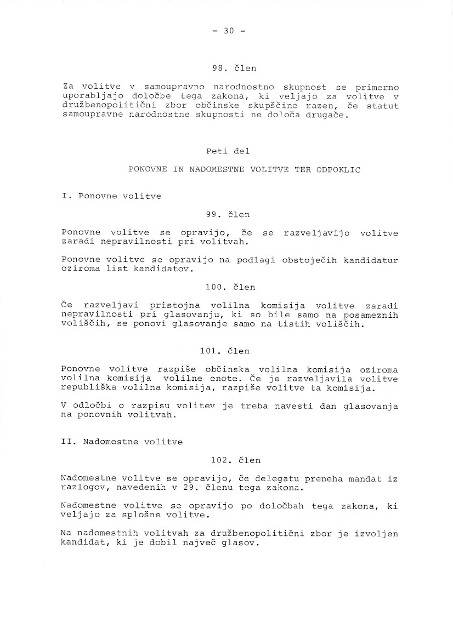 - 30 -
98. člen
Za volitve v samoupravno narodnostno skupnost se primerno
uporabljajo določbe tega zakona, ki veljajo za volitve v
družbenopolitični zbor občinske skupščine razen, če statut
samoupravne narodnostne skupnosti ne določa drugače.
Peti del
PONOVNE IN NADOMESTNE VOLITVE TER ODPOKLIC
I. Ponovne volitve
99. člen
Ponovne volitve se opravijo, če se razveljavijo volitve
zaradi nepravilnosti pri volitvah.
Ponovne volitve se opravijo na podlagi obstoječih kandidatur
oziroma list kandidatov.
100. člen
Če razveljavi pristojna volilna komisija volitve zaradi
nepravilnosti pri glasovanju, ki so bile samo na posameznih
voliščih, se ponovi glasovanje samo na tistih voliščih.
101. člen
Ponovne volitve razpiše občinska volilna komisija oziroma
volilna komisija volilne enote. Če je razveljavila volitve
republiška volilna komisija, razpiše volitve ta komisija.
V odločbi o razpisu volitev je treba navesti dan glasovanja
na ponovnih volitvah.
II. Nadomestne volitve
102. člen
Nadomestne volitve se opravijo, če delegatu preneha mandat iz
razlogov, navedenih v 29. členu tega zakona.
Nadomestne volitve se opravijo po določbah tega zakona, ki
veljajo za splošne volitve.
Na nadomestnih volitvah za družbenopolitični zbor je izvoljen
kandidat, ki je dobil največ glasov.